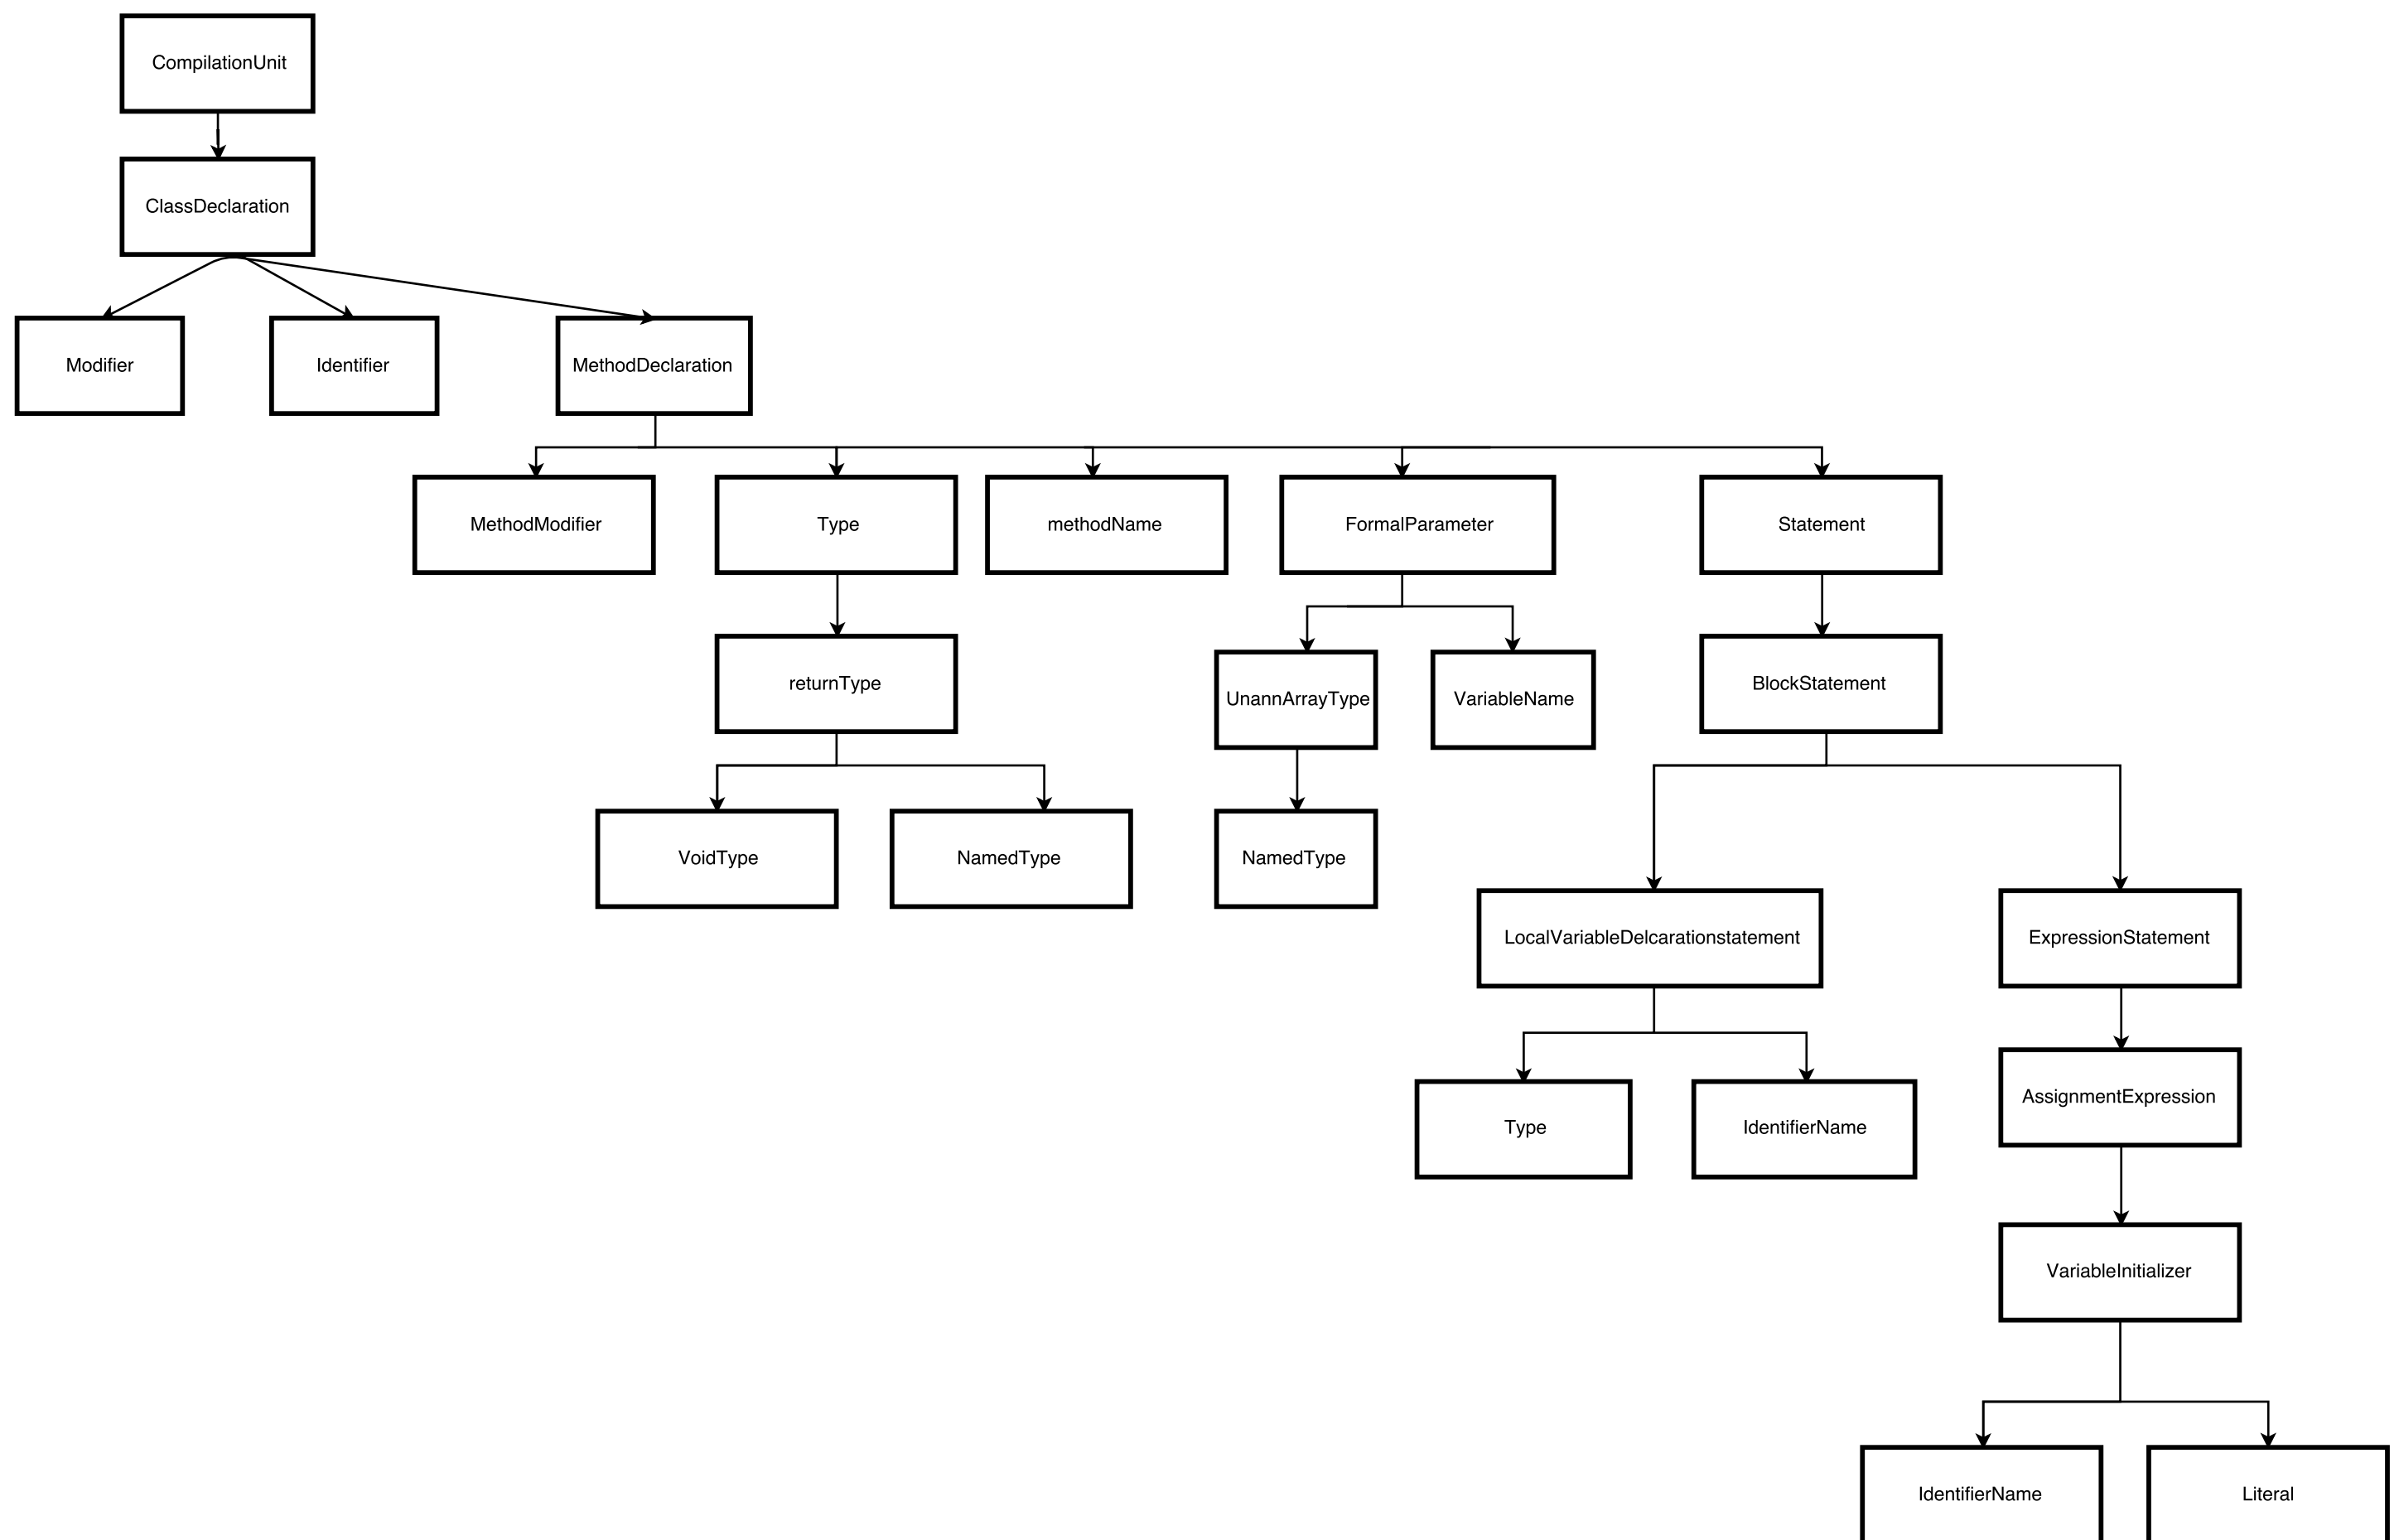 CompilationUnit
ClassDeclaration
Modifier
Identifier
MethodDeclaration
MethodModifier
Type
methodName
FormalParameter
Statement
returnType
UnannArrayType
VariableName
BlockStatement
VoidType
NamedType
NamedType
LocalVariableDelcarationstatement
ExpressionStatement
Type
IdentifierName
AssignmentExpression
VariableInitializer
IdentifierName
Literal